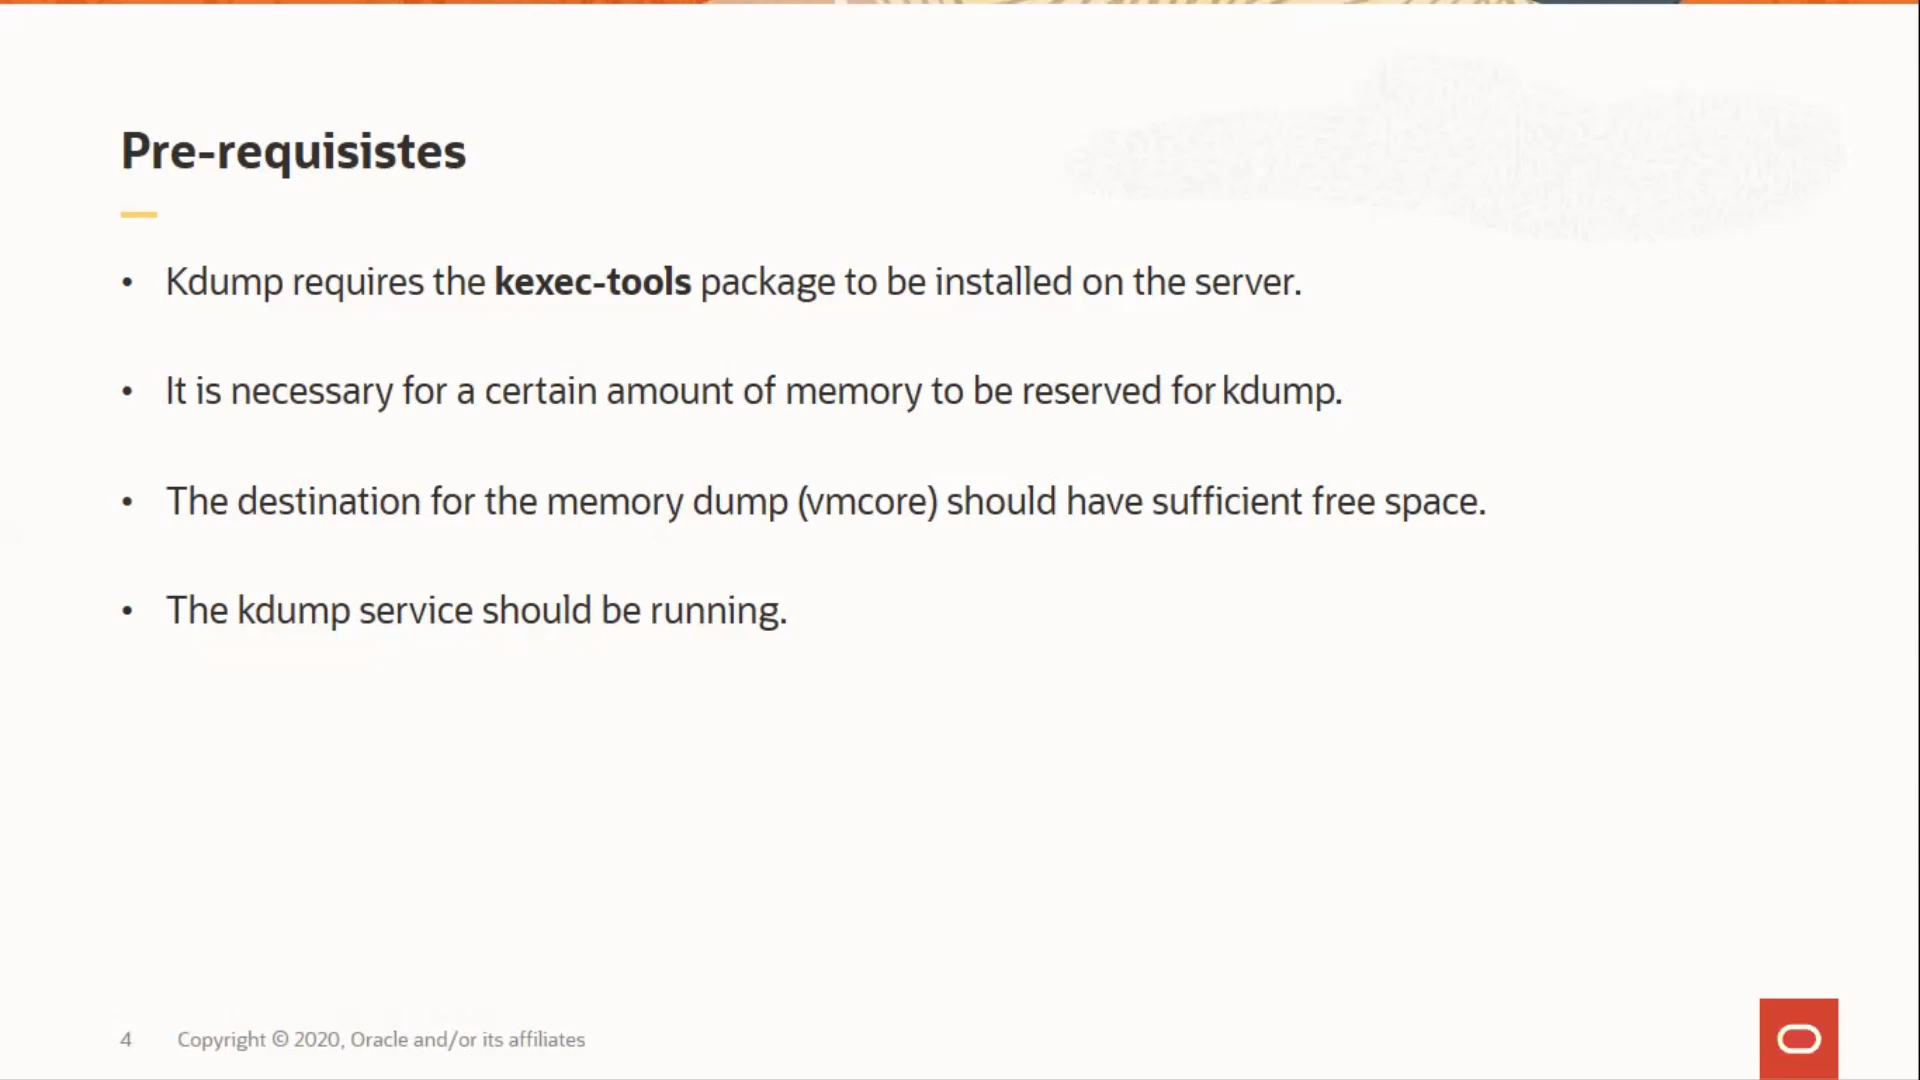 Pre-requisistes
• Kdump requires the kexec-tools package to be installed on the server.
• It is necessary for a certain amount of memory to be reserved for kdump.
• The destination for the memory dump (vmcore) should have sufficient free space.
• The kdump service should be running.
4 Copyright © 2020, Oracle and/or its affiliates